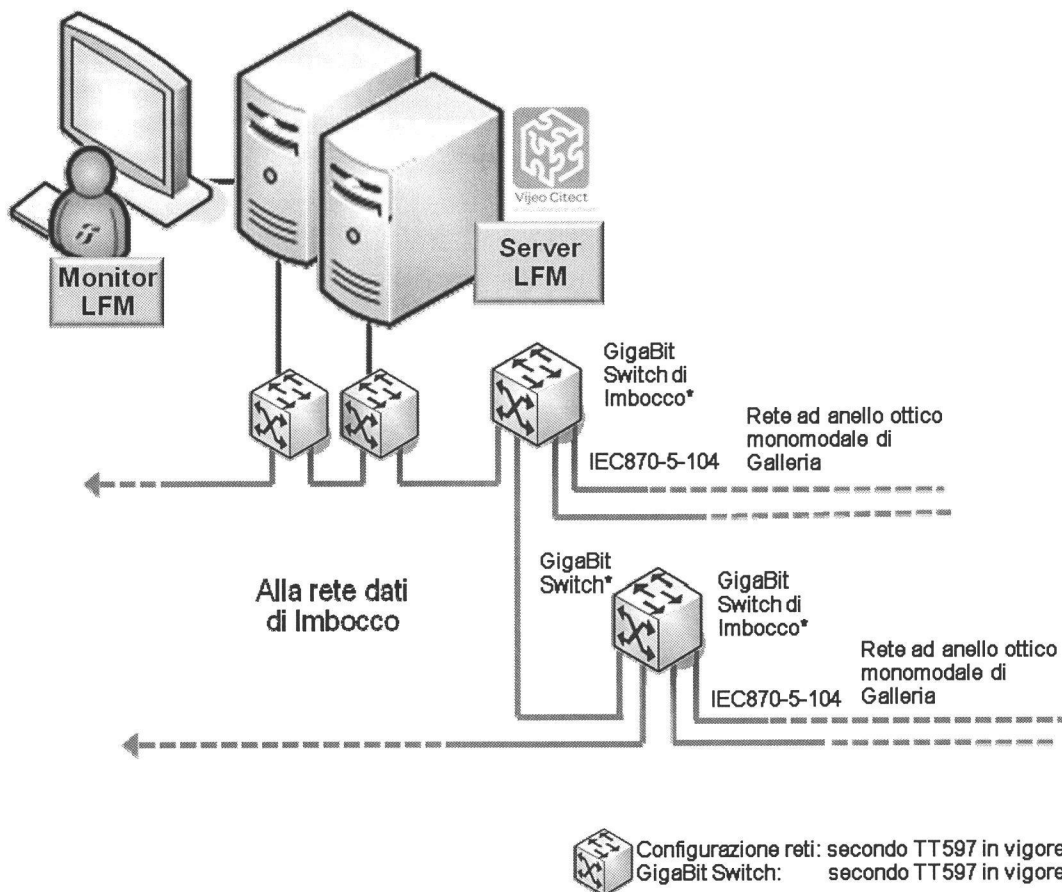 Vijeo Citect
Server
LFM
Monitor
LFM
GigaBit
Switch di
Imbocco*
Rete ad anello ottico
monomodale di
Galleria
IEC870-5-104
GigaBit
Switch*
GigaBit
Switch di
Imbocco*
Alla rete dati
di Imbocco
Rete ad anello ottico
monomodale di
Galleria
IEC870-5-104
Configurazione reti: secondo TT597 in vigore
GigaBit Switch: secondo TT597 in vigore